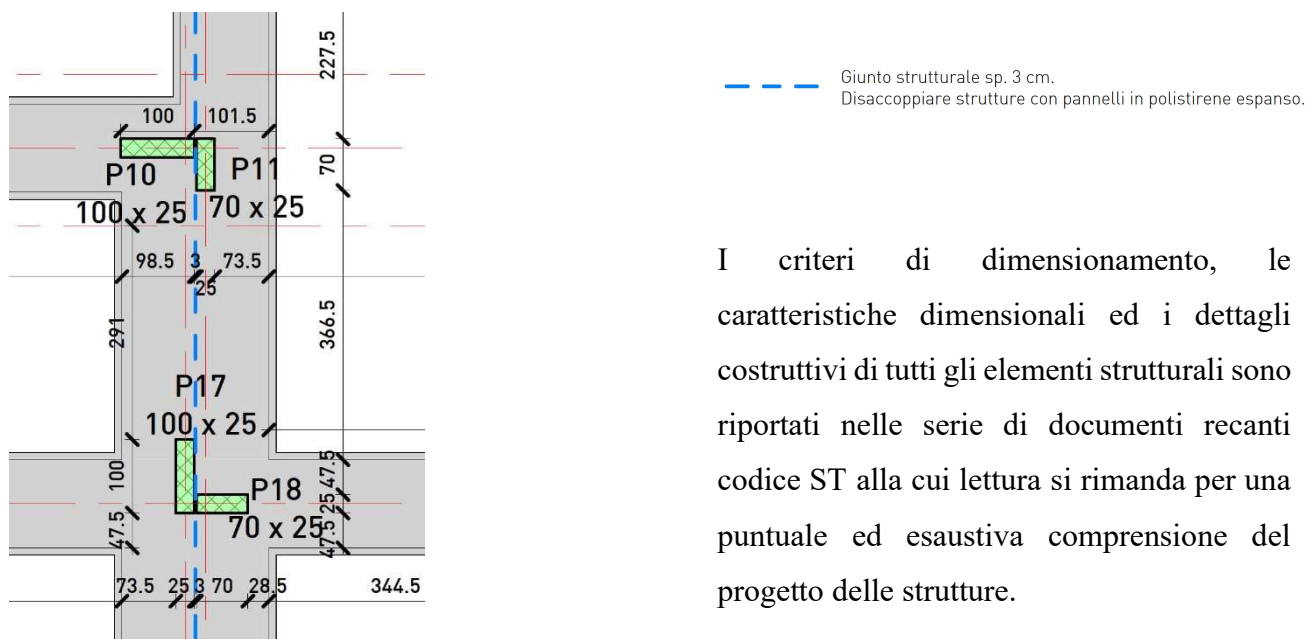 227.5
100 101.5
P10 P11 70
100 x 25 70 x 25
98.5 3 73.5
25
291 366.5
P17
100 x 25
100 47.5
P18 25
47.5 70 x 25 47.5
73.5 25 3 70 28.5 344.5
Giunto strutturale sp. 3 cm.
Disaccoppiare strutture con pannelli in polistirene espanso.
I criteri di dimensionamento, le
caratteristiche dimensionali ed i dettagli
costruttivi di tutti gli elementi strutturali sono
riportati nelle serie di documenti recanti
codice ST alla cui lettura si rimanda per una
puntuale ed esaustiva comprensione del
progetto delle strutture.